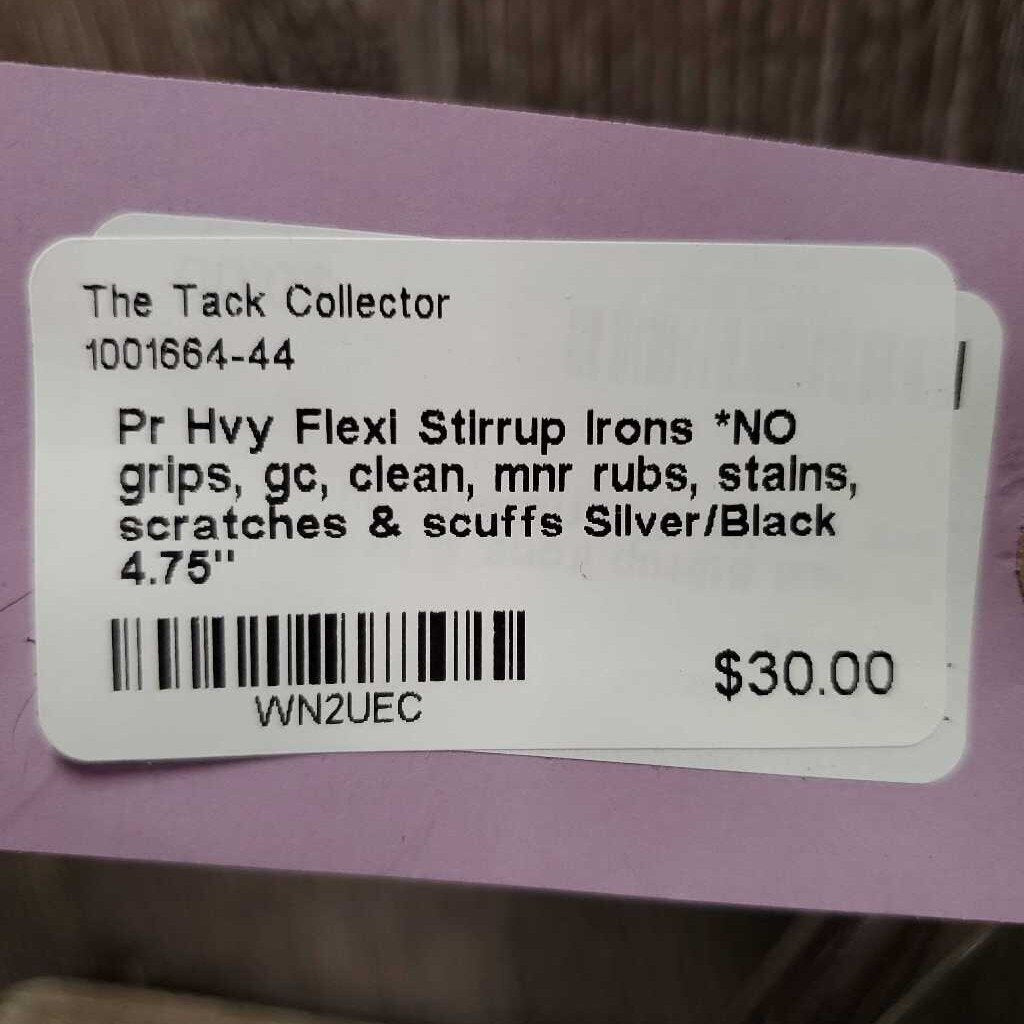 The Tack Collector
1001664-44
Pr Hvy Flexi Stirrup Irons *NO
grips, gc, clean, mnr rubs, stains,
scratches & scuffs Silver/Black
4.75"
WN2UEC
$30.00